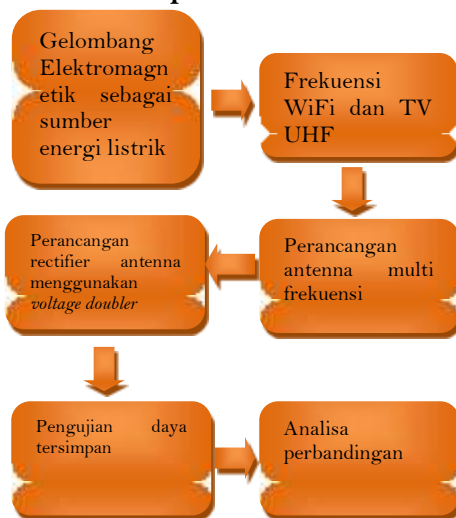 Gelombang
Elektromagn
etik sebagai
sumber
energi listrik
Frekuensi
WiFi dan TV
UHF
Perancangan
antenna multi
frekuensi
Perancangan
rectifier antenna
menggunakan
voltage doubler
Pengujian daya
tersimpan
Analisa
perbandingan